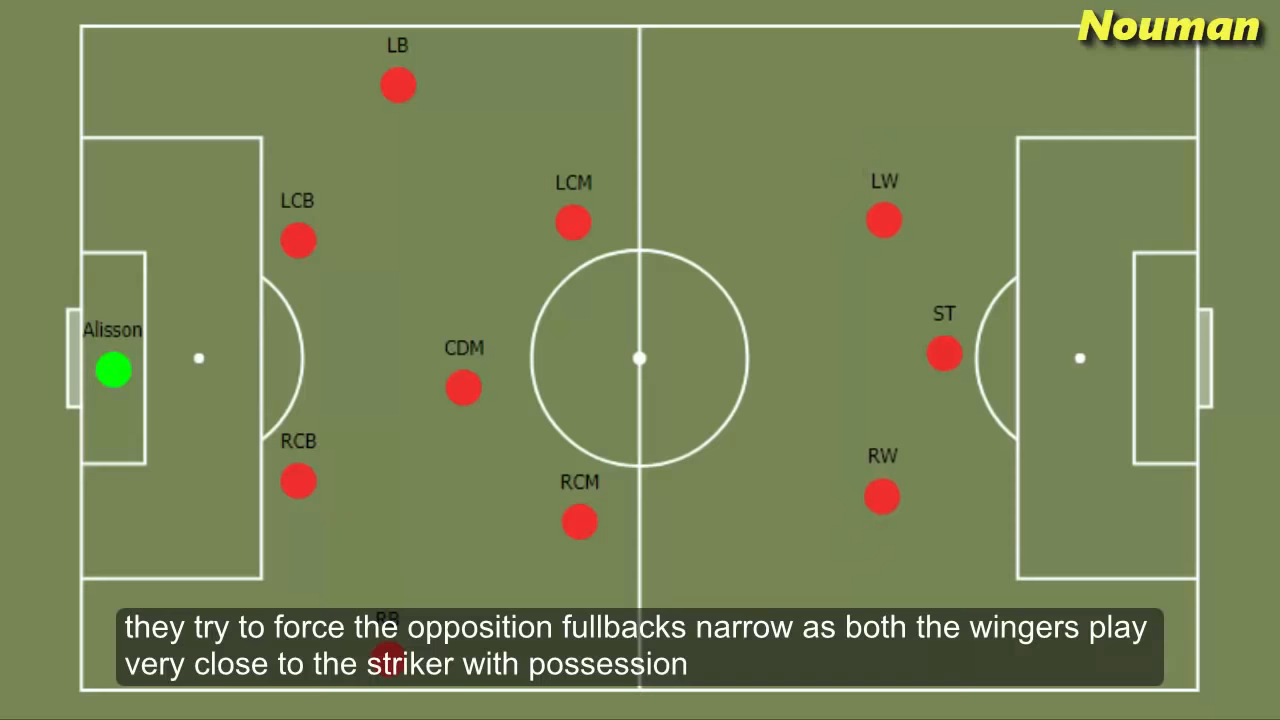 Nouman
LB
LCM
LW
LCB
ST
Alisson
CDM
RCB
RW
RCM
RB
they try to force the opposition fullbacks narrow as both the wingers play
very close to the striker with possession